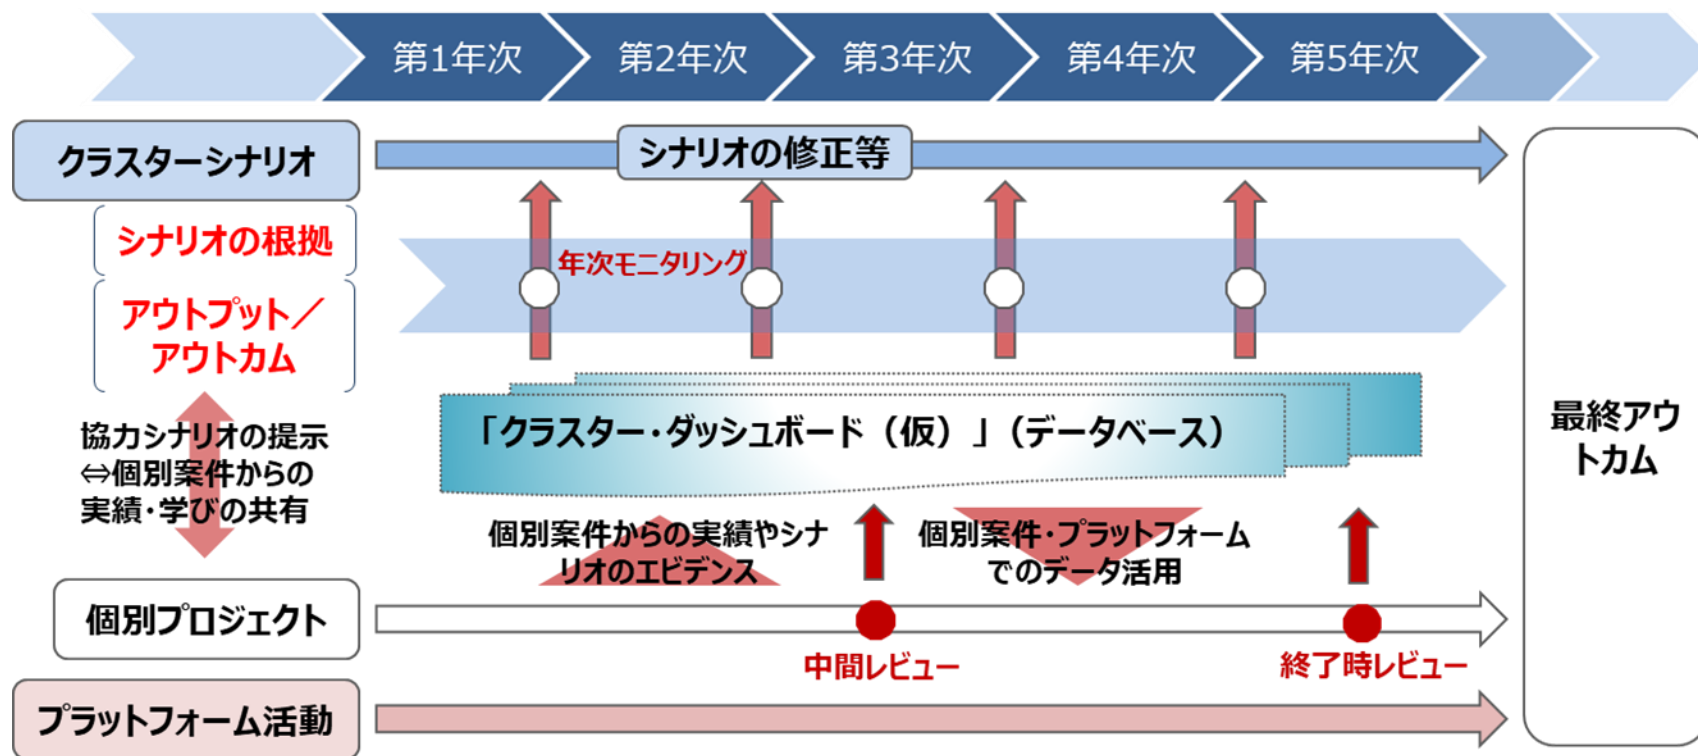 第1年次
第2年次
第3年次
第4年次
第5年次
クラスターシナリオ
シナリオの修正等
シナリオの根拠
年次モニタリング
アウトプット／
アウトカム
「クラスター・ダッシュボード（仮）」（データベース）
最終アウ
トカム
協力シナリオの提示
⇔個別案件からの
実績・学びの共有
個別案件からの実績やシナ
リオのエビデンス
個別案件・プラットフォーム
でのデータ活用
個別プロジェクト
中間レビュー
終了時レビュー
プラットフォーム活動